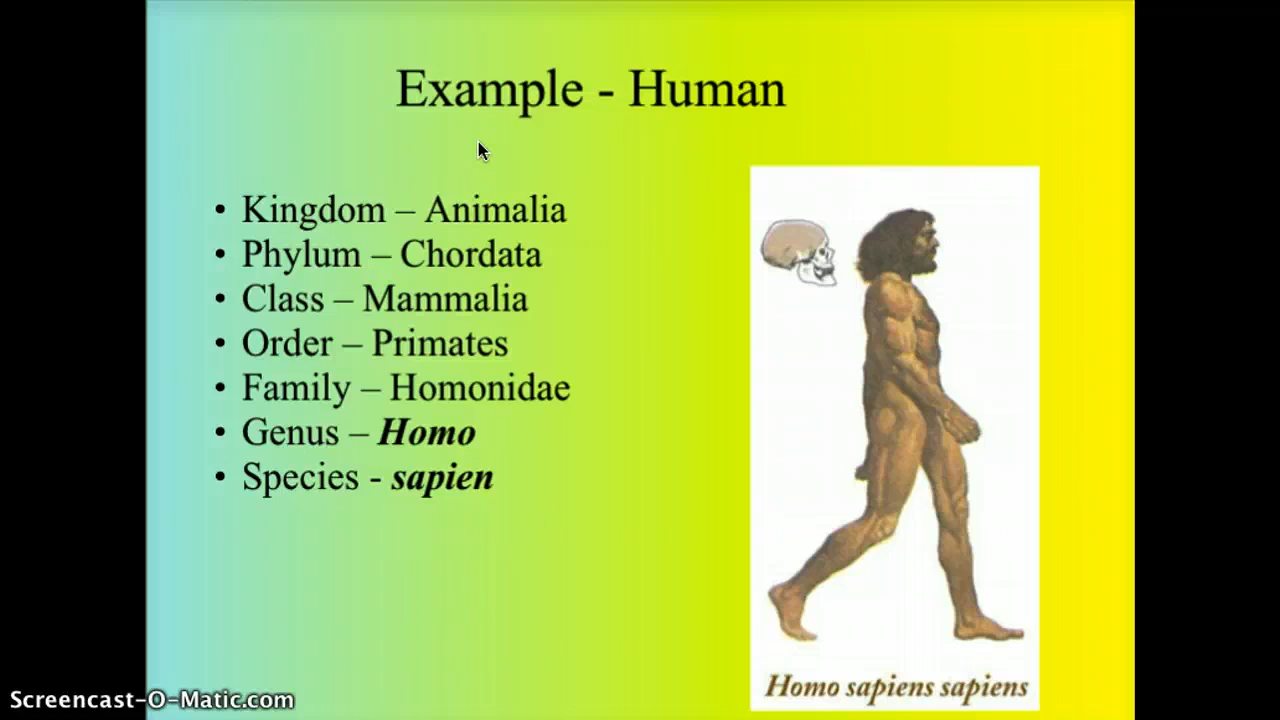 Example - Human
• Kingdom – Animalia
• Phylum – Chordata
• Class – Mammalia
• Order – Primates
• Family – Homonidae
• Genus – Homo
• Species - sapien
Homo sapiens sapiens
Screencast-O-Matic.com